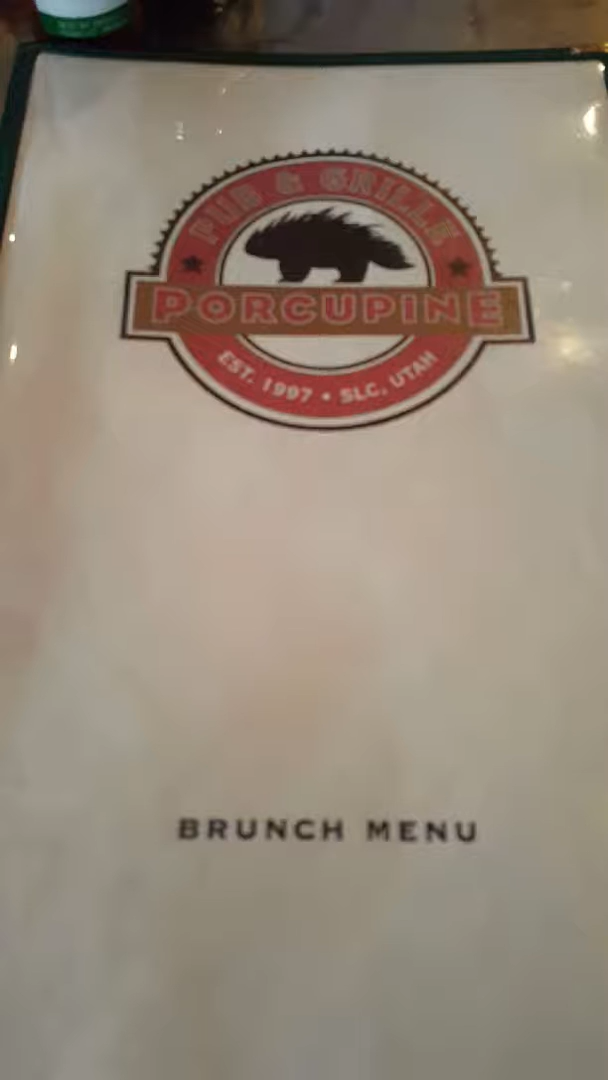 PUB & GRILLE
PORCUPINE
EST. 1997 • SLC, UTAH
BRUNCH MENU